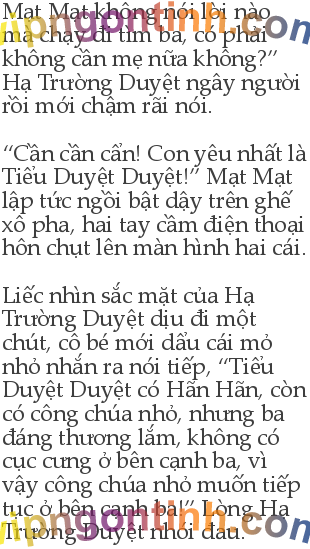 Mạt Mạt không nói lời nào
mà chạy đi tìm ba, có phải
không cần mẹ nữa không?”
Hạ Trường Duyệt ngây người
rồi mới chậm rãi nói.
“Cần cần cẩn! Con yêu nhất là
Tiểu Duyệt Duyệt!” Mạt Mạt
lập tức ngồi bật dậy trên ghế
xô pha, hai tay cầm điện thoại
hôn chụt lên màn hình hai cái.
Liếc nhìn sắc mặt của Hạ
Trường Duyệt dịu đi một
chút, cô bé mới dẩu cái mỏ
nhỏ nhắn ra nói tiếp, “Tiểu
Duyệt Duyệt có Hãn Hãn, còn
có công chúa nhỏ, nhưng ba
đáng thương lắm, không có
cục cưng ở bên cạnh ba, vì
vậy công chúa nhỏ muốn tiếp
tục ở bên cạnh ba!” Lòng Hạ
Trường Duyệt nhói đau.
vipngontinh.com
vipngontinh.com